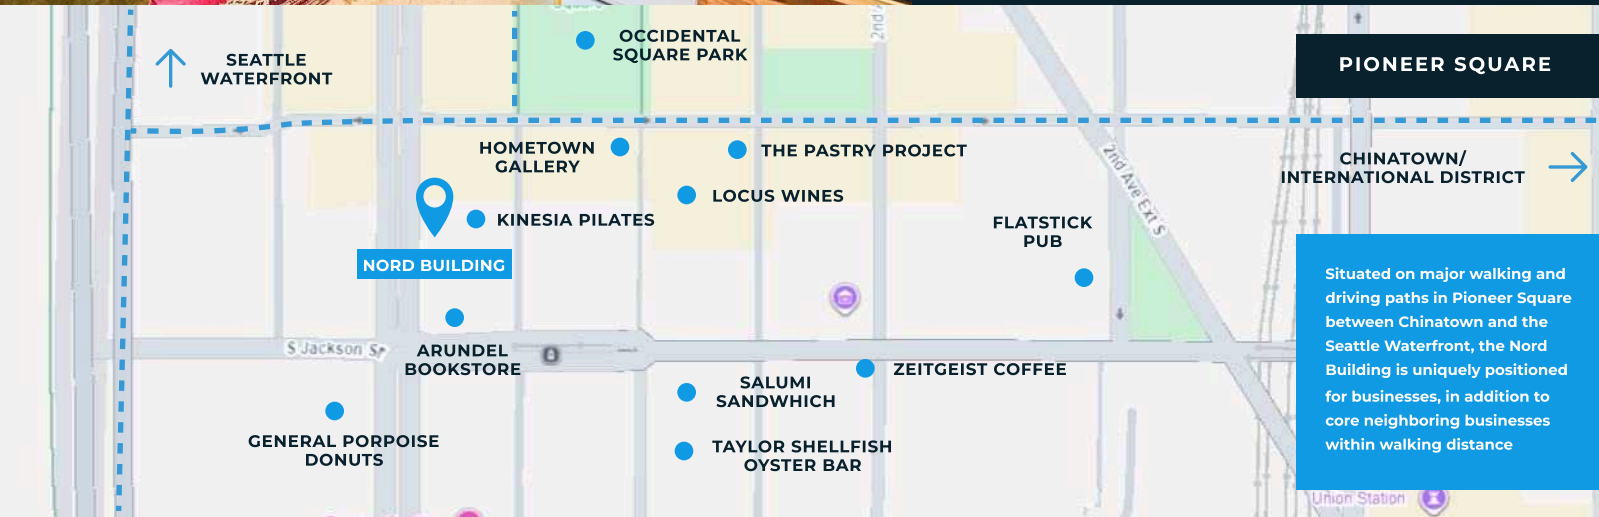 Square
2nd A
OCCIDENTAL
SQUARE PARK
SEATTLE
WATERFRONT
PIONEER SQUARE
HOMETOWN
GALLERY
THE PASTRY PROJECT
CHINATOWN/
INTERNATIONAL DISTRICT
2nd Ave Ext S
LOCUS WINES
KINESIA PILATES
FLATSTICK
PUB
NORD BUILDING
Situated on major walking and
driving paths in Pioneer Square
between Chinatown and the
Seattle Waterfront, the Nord
Building is uniquely positioned
for businesses, in addition to
core neighboring businesses
within walking distance
S Jackson St
ARUNDEL
BOOKSTORE
ZEITGEIST COFFEE
SALUMI
SANDWHICH
GENERAL PORPOISE
DONUTS
TAYLOR SHELLFISH
OYSTER BAR
Union Station